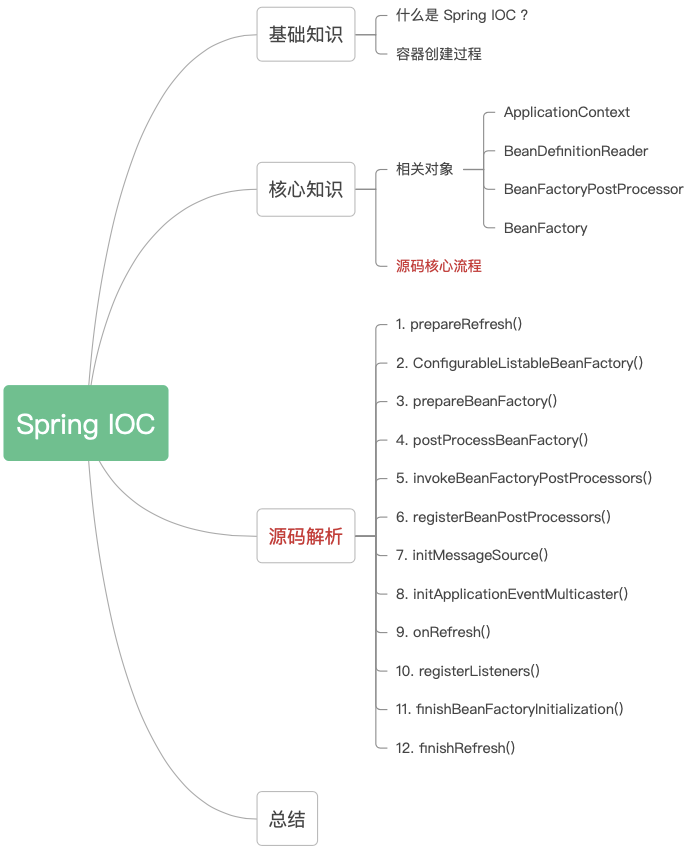 Spring IOC
基础知识
什么是 Spring IOC ?
容器创建过程
核心知识
相关对象
ApplicationContext
BeanDefinitionReader
BeanFactoryPostProcessor
BeanFactory
源码核心流程
源码解析
1. prepareRefresh()
2. ConfigurableListableBeanFactory()
3. prepareBeanFactory()
4. postProcessBeanFactory()
5. invokeBeanFactoryPostProcessors()
6. registerBeanPostProcessors()
7. initMessageSource()
8. initApplicationEventMulticaster()
9. onRefresh()
10. registerListeners()
11. finishBeanFactoryInitialization()
12. finishRefresh()
总结